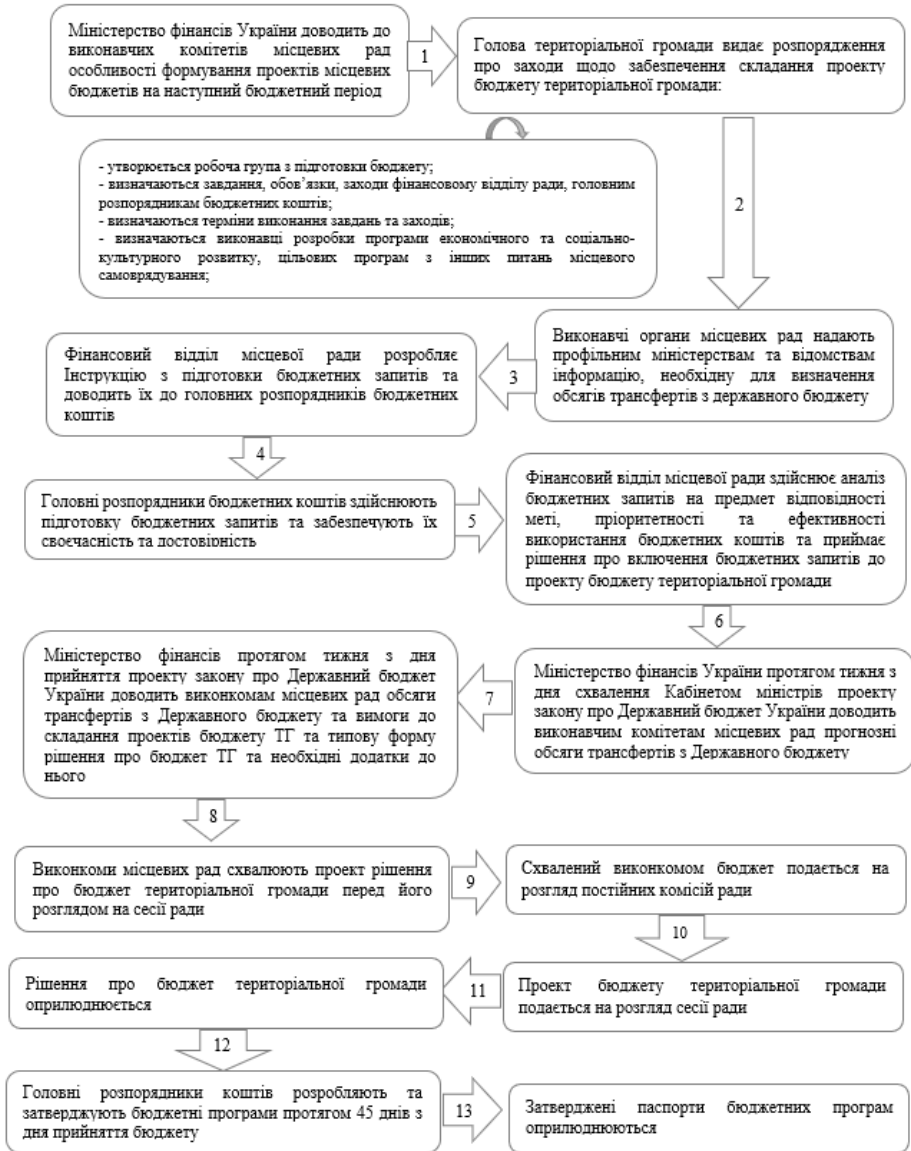 Міністерство фінансів України доводить до
виконавчих комітетів місцевих рад
особливості формування проектів місцевих
бюджетів на наступний бюджетний період
1
Голова територіальної громади видає розпорядження
про заходи щодо забезпечення складання проекту
бюджету територіальної громади:
- утворюється робоча група з підготовки бюджету;
- визначаються завдання, обов’язки, заходи фінансовому відділу ради, головним
розпорядникам бюджетних коштів;
- визначаються терміни виконання завдань та заходів;
- визначаються виконавці розробки програми економічного та соціально-
культурного розвитку, цільових програм з інших питань місцевого
самоврядування;
2
Виконавчі органи місцевих рад надають
профільним міністерствам та відомствам
інформацію, необхідну для визначення
обсягів трансфертів з державного бюджету
3
Фінансовий відділ місцевої ради розробляє
Інструкцію з підготовки бюджетних запитів та
доводить їх до головних розпорядників бюджетних
коштів
4
Головні розпорядники бюджетних коштів здійснюють
підготовку бюджетних запитів та забезпечують їх
своєчасність та достовірність
5
Фінансовий відділ місцевої ради здійснює аналіз
бюджетних запитів на предмет відповідності
меті, пріоритетності та ефективності
використання бюджетних коштів та приймає
рішення про включення бюджетних запитів до
проекту бюджету територіальної громади
6
Міністерство фінансів України протягом тижня з
дня схвалення Кабінетом міністрів проекту
закону про Державний бюджет України доводить
виконавчим комітетам місцевих рад прогнозні
обсяги трансфертів з Державного бюджету
7
Міністерство фінансів протягом тижня з дня
прийняття проекту закону про Державний бюджет
України доводить виконкомам місцевих рад обсяги
трансфертів з Державного бюджету та вимоги до
складання проектів бюджету ТГ та типову форму
рішення про бюджет ТГ та необхідні додатки до
нього
8
Виконкоми місцевих рад схвалюють проект рішення
про бюджет територіальної громади перед його
розглядом на сесії ради
9
Схвалений виконкомом бюджет подається на
розгляд постійних комісій ради
10
Проект бюджету територіальної громади
подається на розгляд сесії ради
11
Рішення про бюджет територіальної громади
оприлюднюється
12
Головні розпорядники коштів розробляють та
затверджують бюджетні програми протягом 45 днів з
дня прийняття бюджету
13
Затверджені паспорти бюджетних програм
оприлюднюються